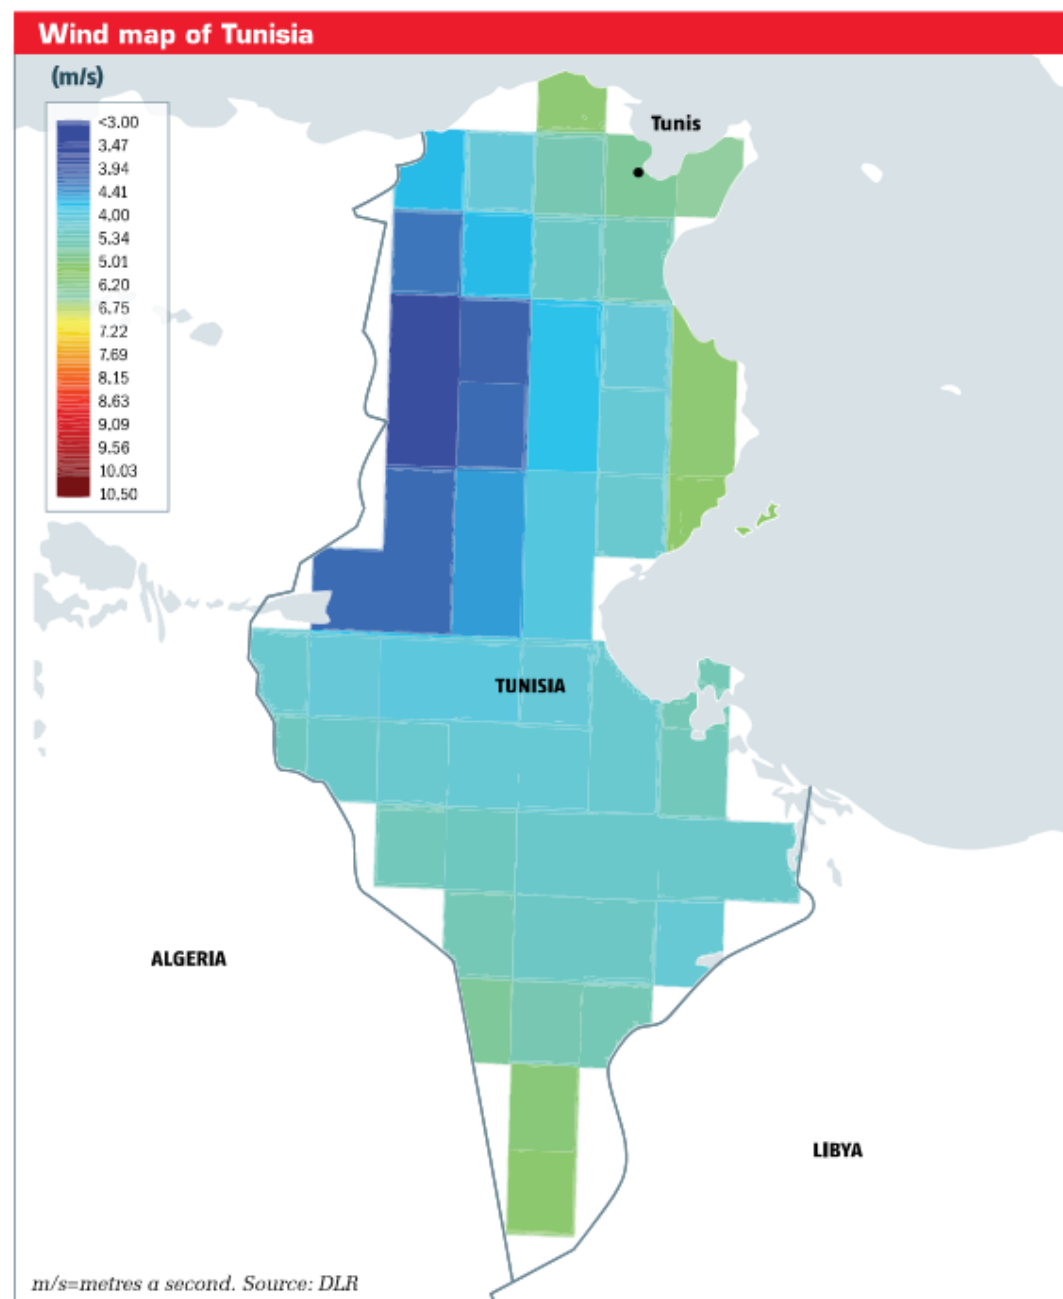 Wind map of Tunisia
(m/s)
<3.00
3.47
3.94
4.41
4.00
5.34
5.01
6.20
6.75
7.22
7.69
8.15
8.63
9.09
9.56
10.03
10.50
Tunis
TUNISIA
ALGERIA
LIBYA
m/s=metres a second. Source: DLR